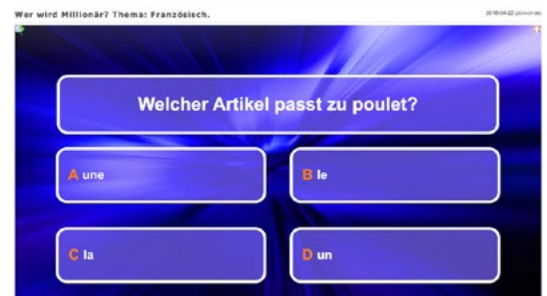 Wer wird Millionär? Thema: Französisch.
Welcher Artikel passt zu poulet?
A une
B le
C la
D un